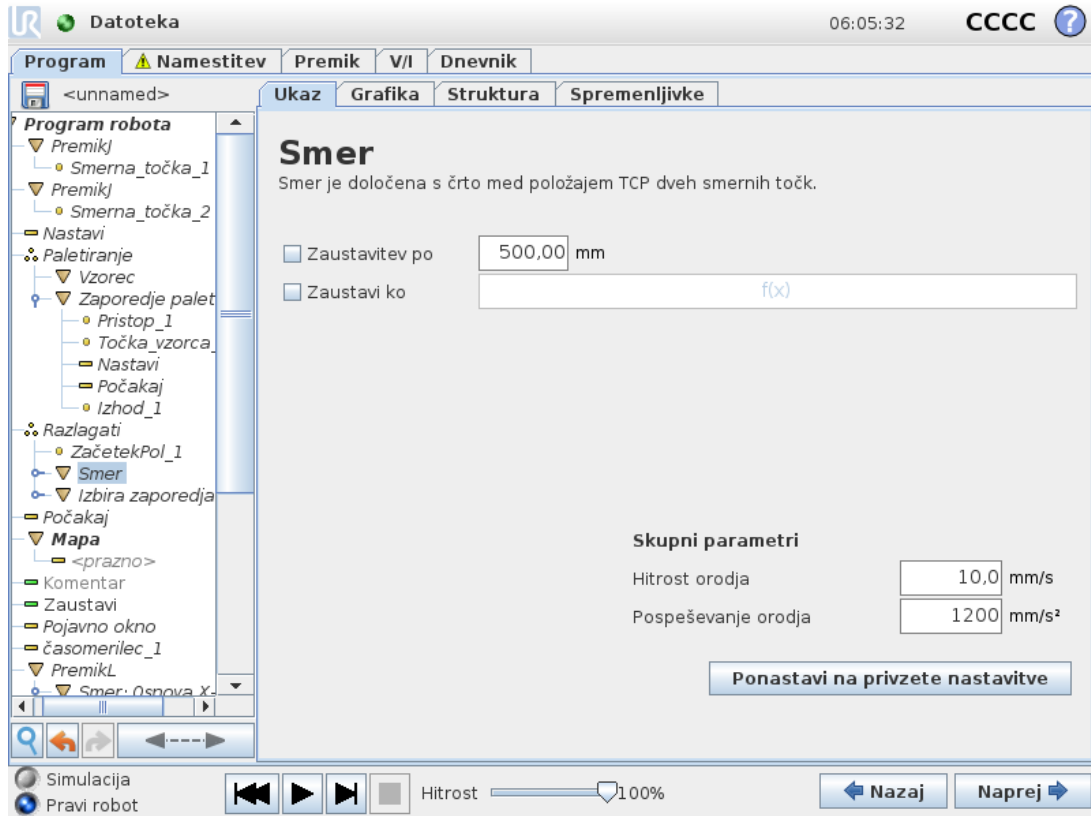 UR Datoteka 06:05:32 CCCC ?
Program Namestitev Premik V/I Dnevnik
<unnamed>
Ukaz Grafika Struktura Spremenljivke
Program robota
PremikJ
Smerna_točka_1
PremikJ
Smerna_točka_2
Nastavi
Paletiranje
Vzorec
Zaporedje palet
Pristop_1
Točka_vzorca_
Nastavi
Počakaj
Izhod_1
Razlagati
ZačetekPol_1
Smer
Izbira zaporedja
Počakaj
Mapa
<prazno>
Komentar
Zaustavi
Pojavno okno
časomerilec_1
PremikL
Smer: Osnova X-
Smer
Smer je določena s črto med položajem TCP dveh smernih točk.
Zaustavitev po 500,00 mm
Zaustavi ko f(x)
Skupni parametri
Hitrost orodja 10,0 mm/s
Pospeševanje orodja 1200 mm/s²
Ponastavi na privzete nastavitve
Simulacija
Pravi robot
Hitrost 100%
Nazaj Naprej